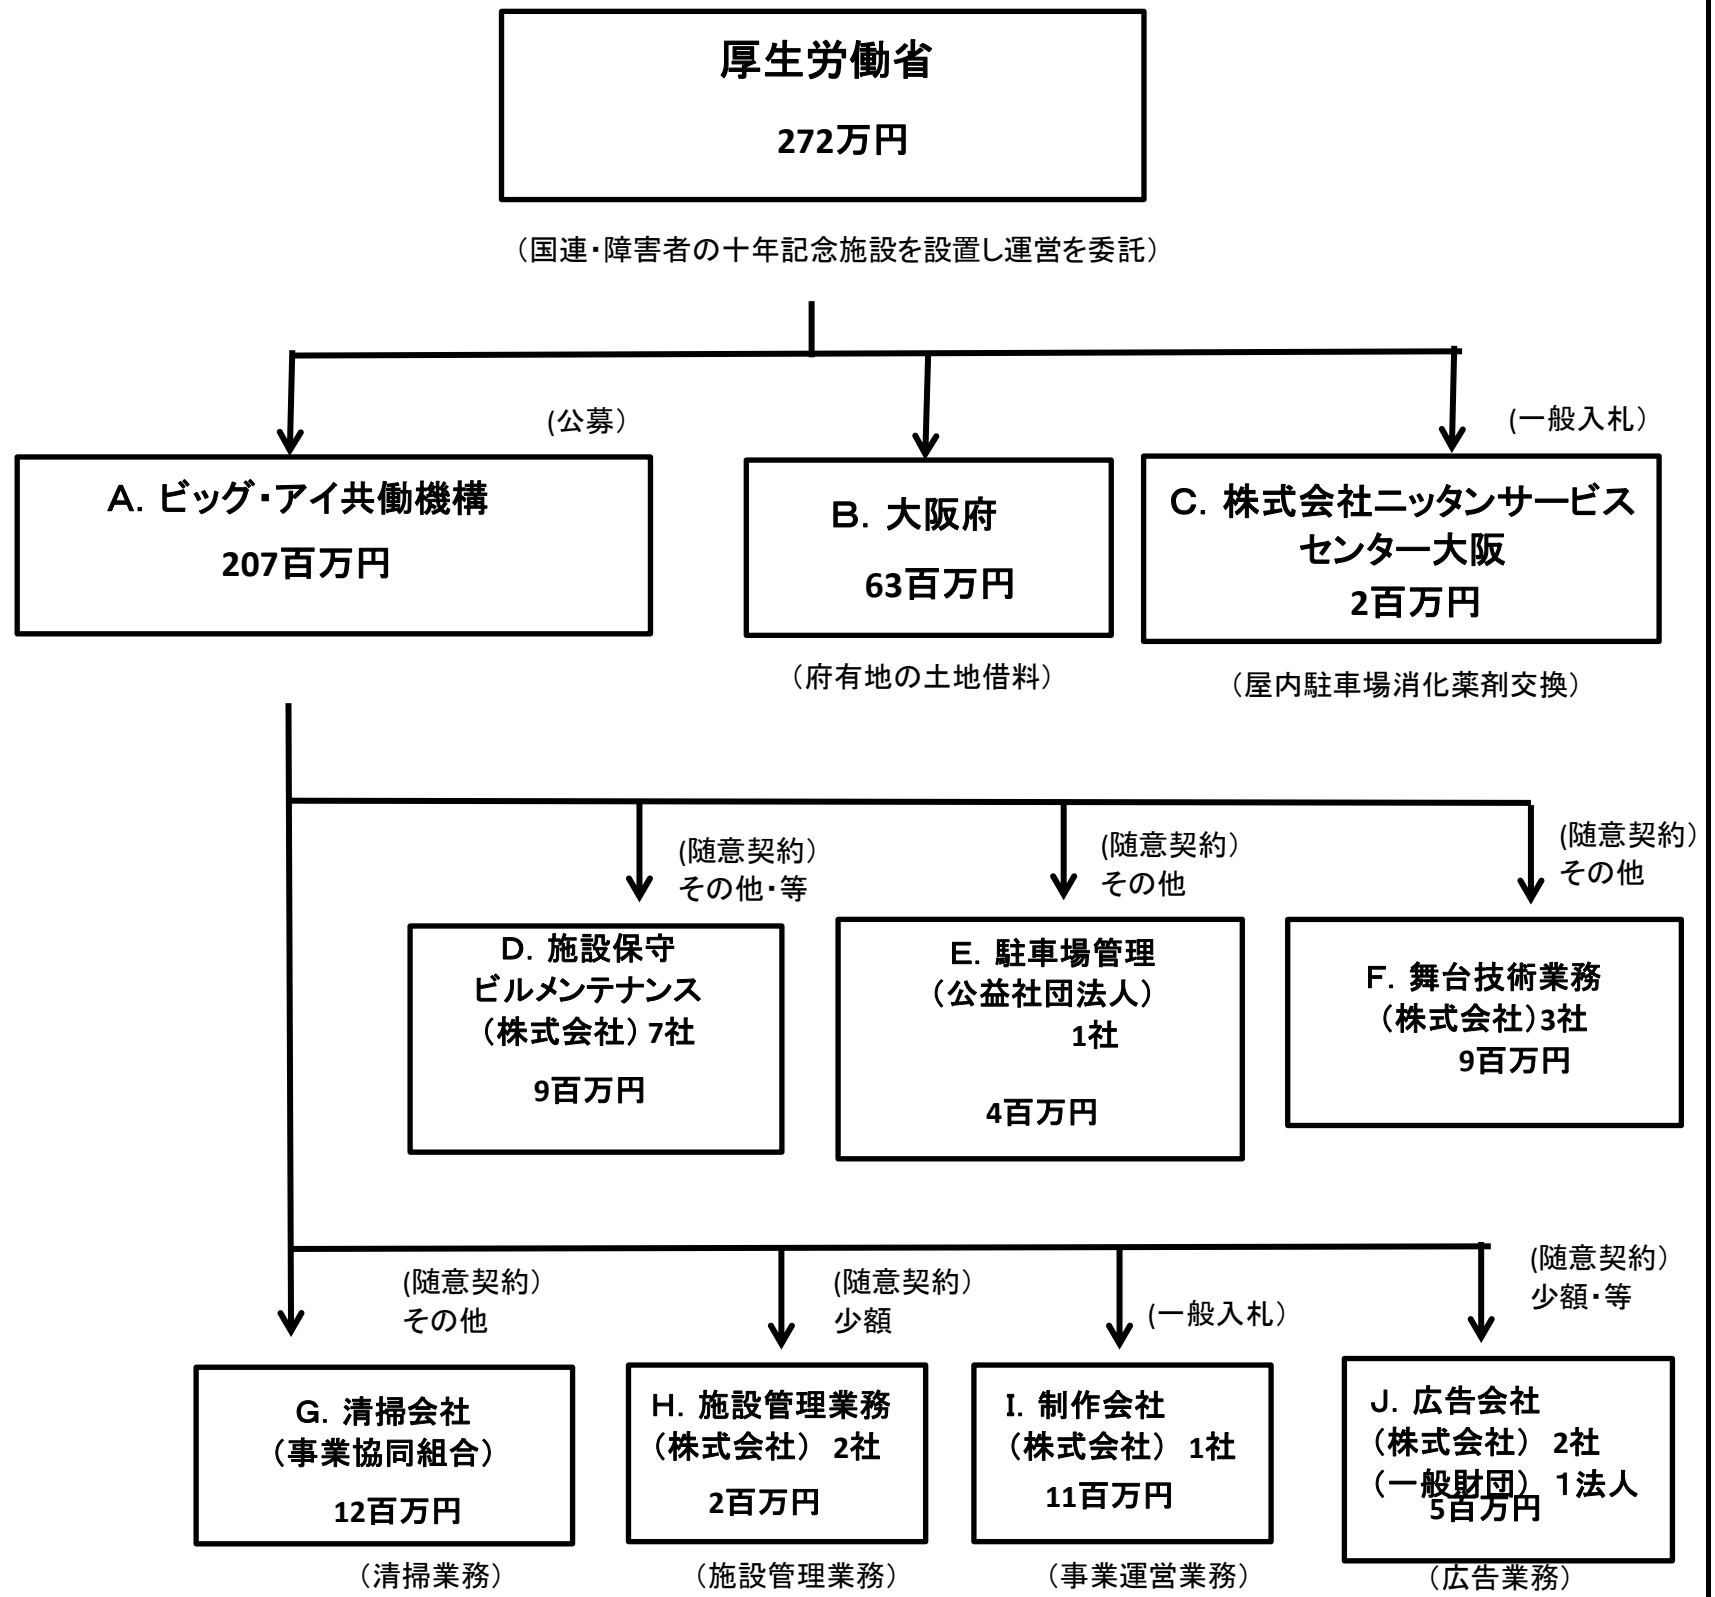 厚生労働省
272万円
（国連・障害者の十年記念施設を設置し運営を委託）
(公募）
(一般入札）
A. ビッグ・アイ共働機構
207百万円
B. 大阪府
63百万円
C. 株式会社ニッタンサービス
センター大阪
2百万円
（府有地の土地借料）
（屋内駐車場消化薬剤交換）
(随意契約）
その他・等
(随意契約）
その他
(随意契約）
その他
D. 施設保守
ビルメンテナンス
（株式会社）7社
9百万円
E. 駐車場管理
（公益社団法人）
1社
4百万円
F. 舞台技術業務
（株式会社）3社
9百万円
(随意契約）
その他
(随意契約）
少額
(一般入札）
(随意契約）
少額・等
G. 清掃会社
（事業協同組合）
12百万円
H. 施設管理業務
（株式会社） 2社
2百万円
I. 制作会社
（株式会社） 1社
11百万円
J. 広告会社
（株式会社） 2社
（一般財団） １法人
5百万円
（清掃業務）
（施設管理業務）
（事業運営業務）
（広告業務）